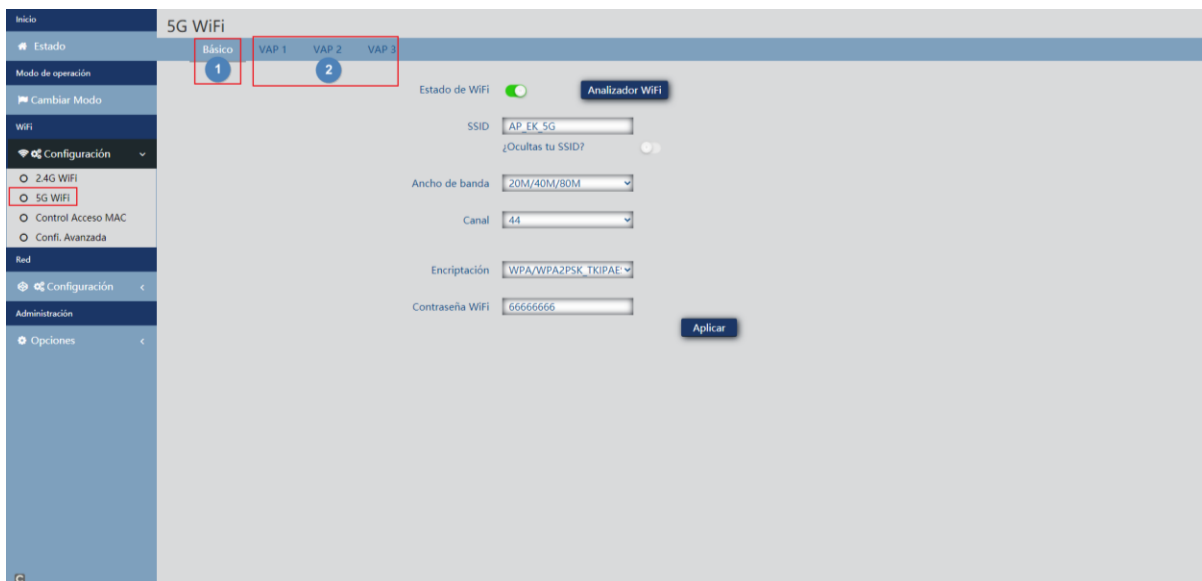 Inicio
Estado
Modo de operación
Cambiar Modo
WiFi
Configuración
2.4G WiFi
5G WiFi
Control Acceso MAC
Confi. Avanzada
Red
Configuración
Administración
Opciones
5G WiFi
Básico VAP 1 VAP 2 VAP 3
1 2
Estado de WiFi Analizador WiFi
SSID AP_EK_5G
¿Ocultas tu SSID?
Ancho de banda 20M/40M/80M
Canal 44
Encriptación WPA/WPA2PSK_TKIPAE
Contraseña WiFi 66666666
Aplicar